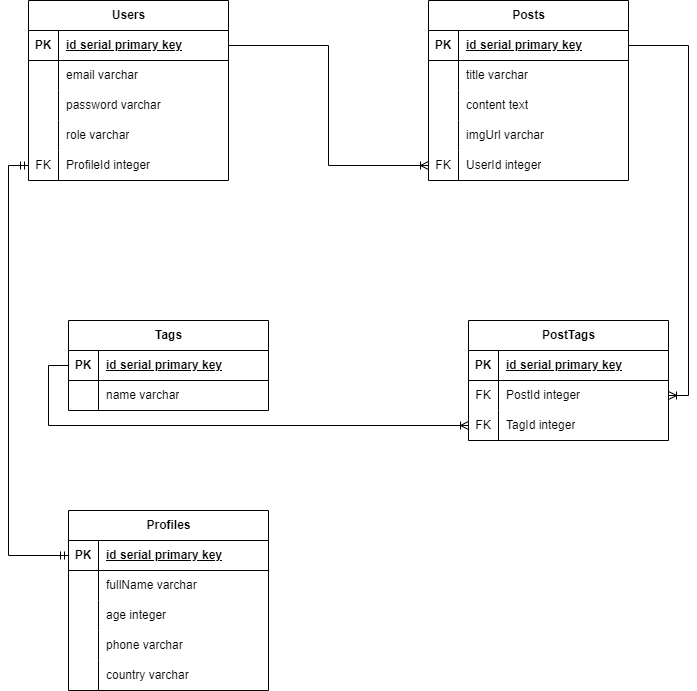 Users
PK id serial primary key
email varchar
password varchar
role varchar
FK ProfileId integer
Posts
PK id serial primary key
title varchar
content text
imgUrl varchar
FK UserId integer
Tags
PK id serial primary key
name varchar
PostTags
PK id serial primary key
FK PostId integer
FK TagId integer
Profiles
PK id serial primary key
fullName varchar
age integer
phone varchar
country varchar